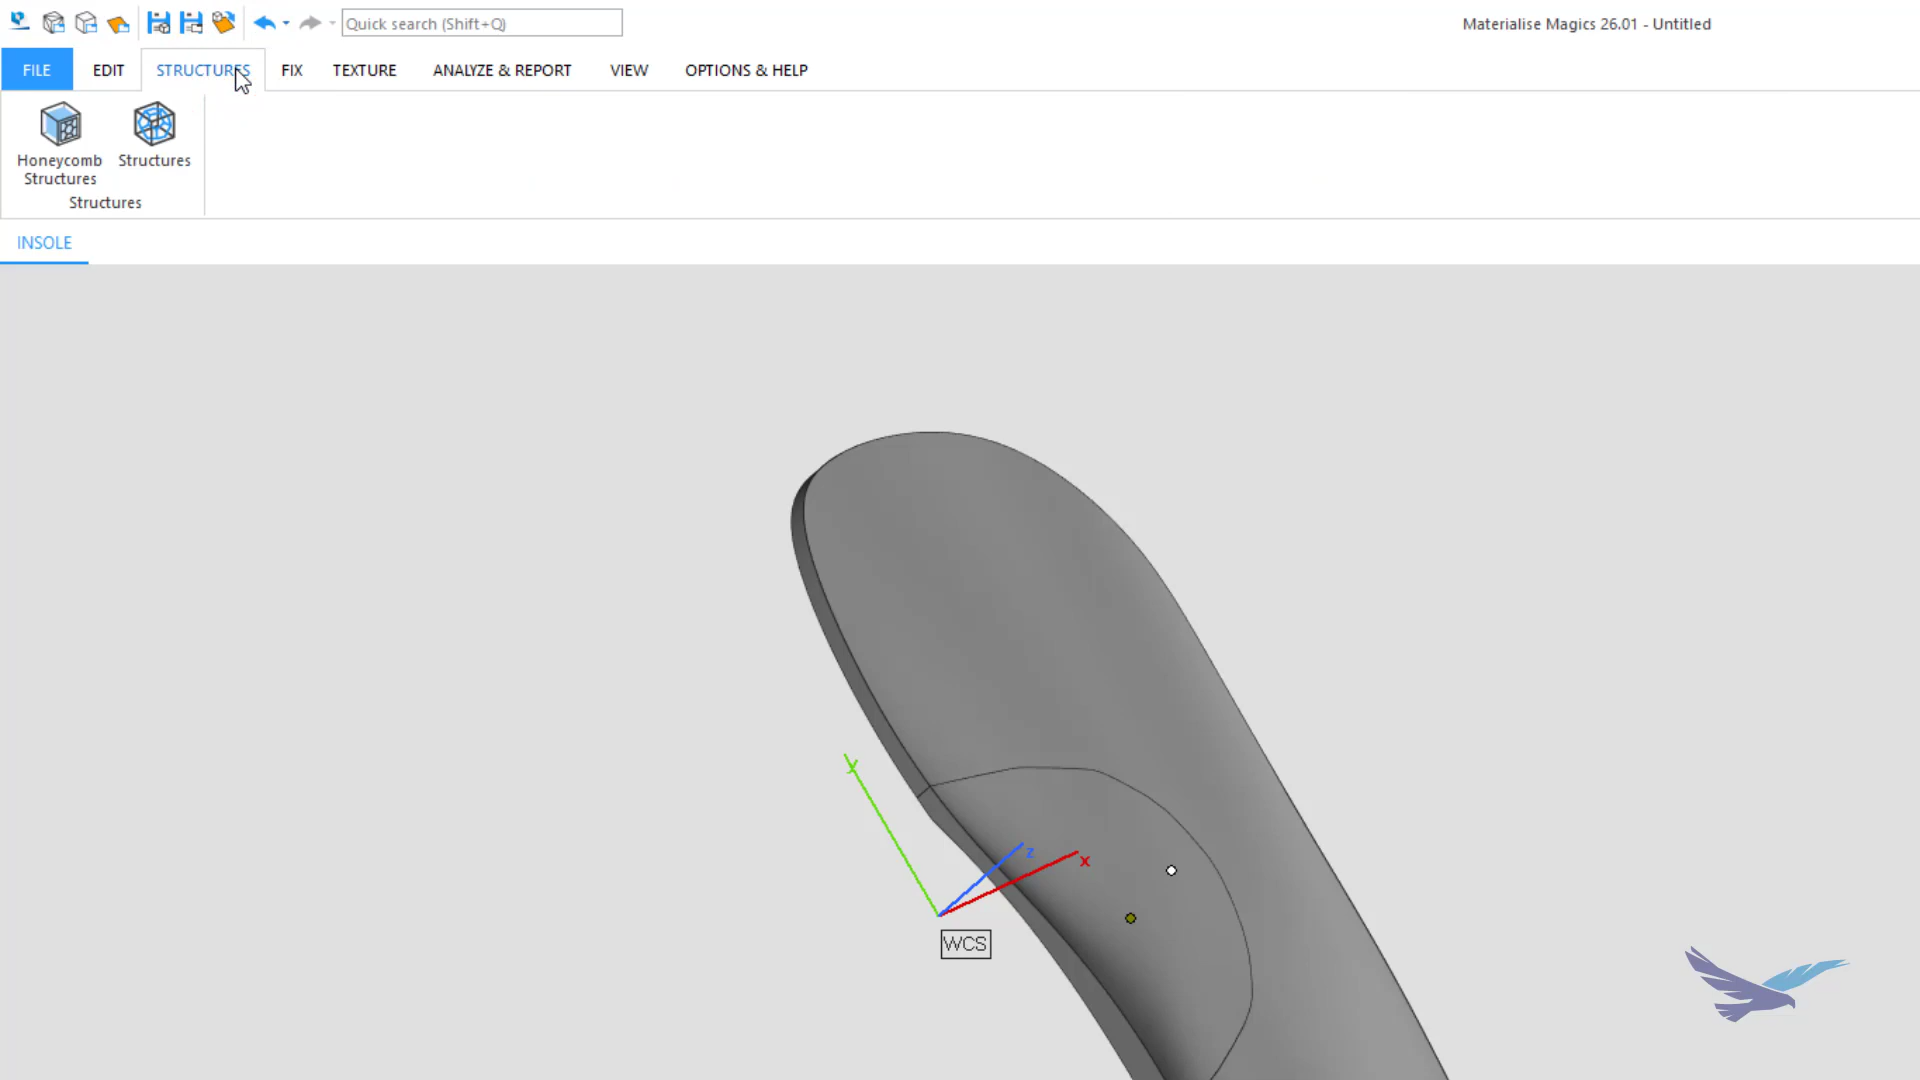 Quick search (Shift+Q)
Materialise Magics 26.01 - Untitled
FILE EDIT STRUCTURES FIX TEXTURE ANALYZE & REPORT VIEW OPTIONS & HELP
Honeycomb Structures
Structures
Structures
INSOLE
y
z
x
WCS